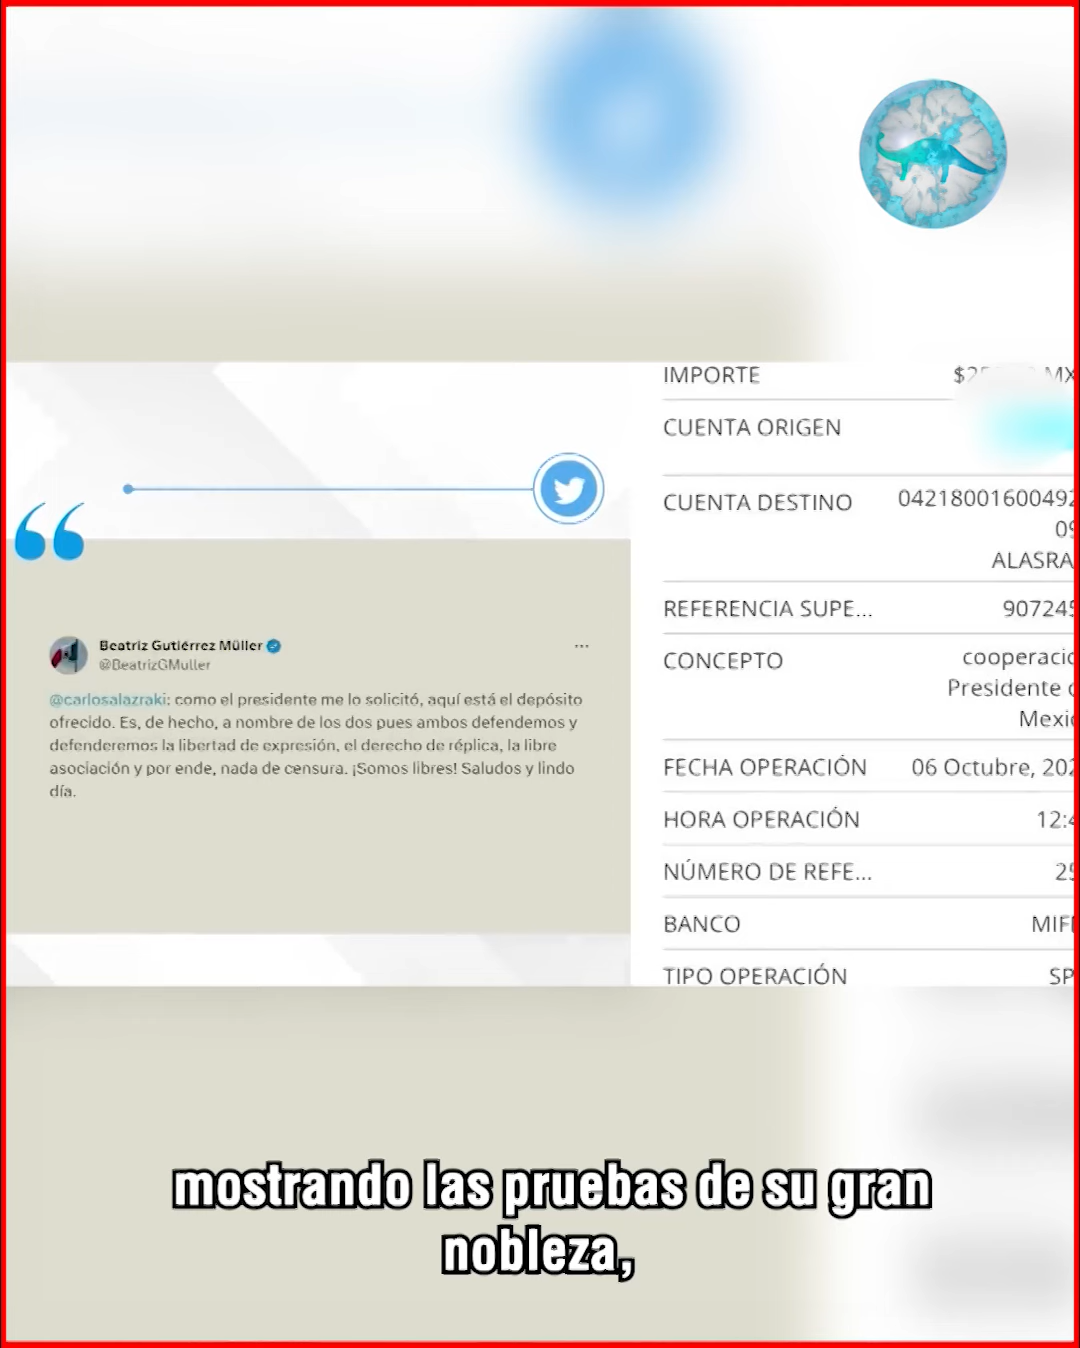 Beatriz Gutiérrez Müller
@BeatrizGMuller
@carlosalazraki: como el presidente me lo solicitó, aquí está el depósito
ofrecido. Es, de hecho, a nombre de los dos pues ambos defendemos y
defenderemos la libertad de expresión, el derecho de réplica, la libre
asociación y por ende, nada de censura. ¡Somos libres! Saludos y lindo
día.
IMPORTE
CUENTA ORIGEN
CUENTA DESTINO 0421800160049
ALASRA
REFERENCIA SUPE... 90724
CONCEPTO cooperaci
Presidente
Mexi
FECHA OPERACIÓN 06 Octubre, 20
HORA OPERACIÓN 12:
NÚMERO DE REFE... 2
BANCO MIF
TIPO OPERACIÓN SP
mostrando las pruebas de su gran
nobleza,